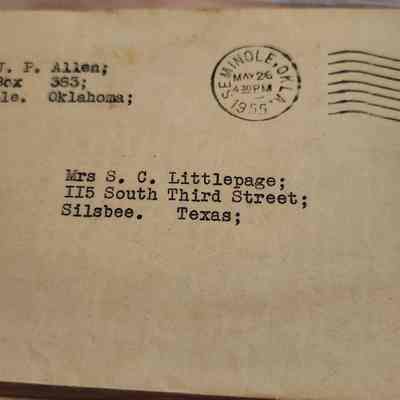 J. P. Allen;
Box 383;
le. Oklahoma;
SEMINOLE, OKLA.
MAY 26
4 30 PM
1955
Mrs S. C. Littlepage;
II5 South Third Street;
Silsbee. Texas;